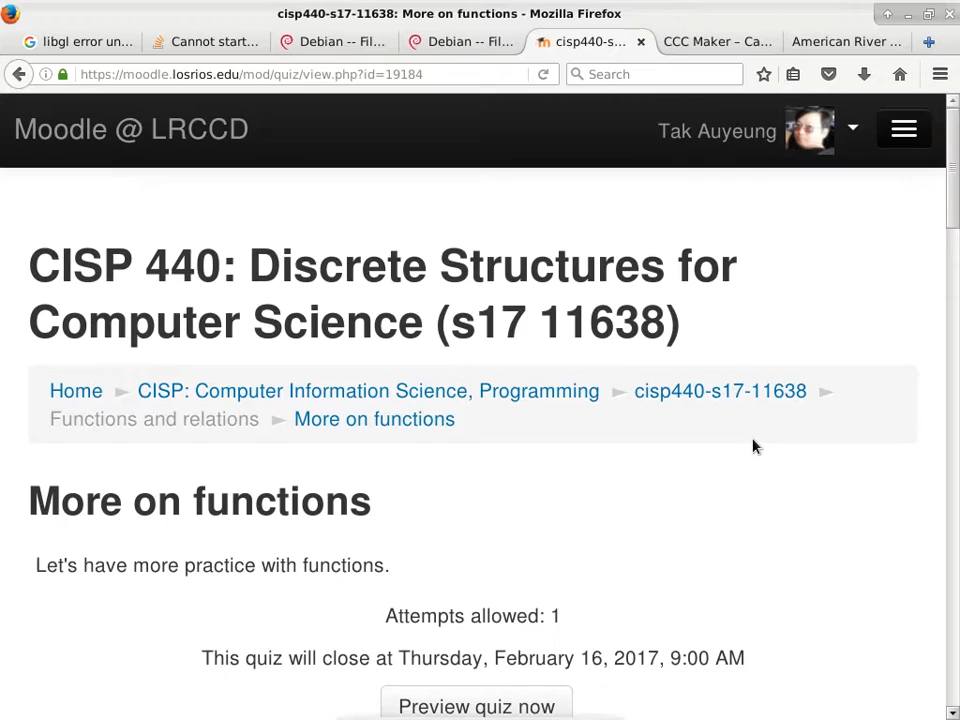 cisp440-s17-11638: More on functions - Mozilla Firefox
libgl error un...
Cannot start...
Debian -- Fil...
Debian -- Fil...
cisp440-s...
CCC Maker – Ca...
American River ...
https://moodle.losrios.edu/mod/quiz/view.php?id=19184
Search
Moodle @ LRCCD
Tak Auyeung
CISP 440: Discrete Structures for
Computer Science (s17 11638)
Home ► CISP: Computer Information Science, Programming ► cisp440-s17-11638 ►
Functions and relations ► More on functions
More on functions
Let's have more practice with functions.
Attempts allowed: 1
This quiz will close at Thursday, February 16, 2017, 9:00 AM
Preview quiz now